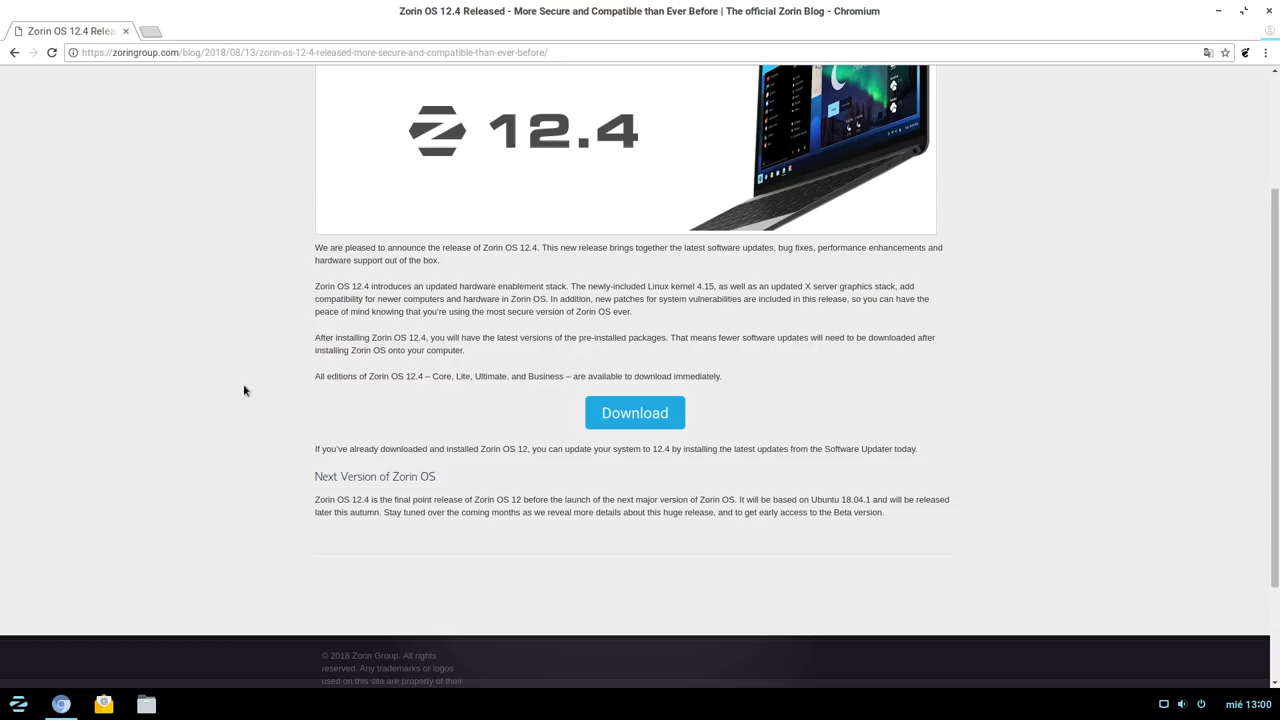 Zorin OS 12.4 Released - More Secure and Compatible than Ever Before | The official Zorin Blog - Chromium
Zorin OS 12.4 Relea
https://zoringroup.com/blog/2018/08/13/zorin-os-12-4-released-more-secure-and-compatible-than-ever-before/
12.4
We are pleased to announce the release of Zorin OS 12.4. This new release brings together the latest software updates, bug fixes, performance enhancements and
hardware support out of the box.
Zorin OS 12.4 introduces an updated hardware enablement stack. The newly-included Linux kernel 4.15, as well as an updated X server graphics stack, add
compatibility for newer computers and hardware in Zorin OS. In addition, new patches for system vulnerabilities are included in this release, so you can have the
peace of mind knowing that you're using the most secure version of Zorin OS ever.
After installing Zorin OS 12.4, you will have the latest versions of the pre-installed packages. That means fewer software updates will need to be downloaded after
installing Zorin OS onto your computer.
All editions of Zorin OS 12.4 – Core, Lite, Ultimate, and Business – are available to download immediately.
Download
If you've already downloaded and installed Zorin OS 12, you can update your system to 12.4 by installing the latest updates from the Software Updater today.
Next Version of Zorin OS
Zorin OS 12.4 is the final point release of Zorin OS 12 before the launch of the next major version of Zorin OS. It will be based on Ubuntu 18.04.1 and will be released
later this autumn. Stay tuned over the coming months as we reveal more details about this huge release, and to get early access to the Beta version.
© 2018 Zorin Group. All rights
reserved. Any trademarks or logos
used on this site are property of their
mié 13:00